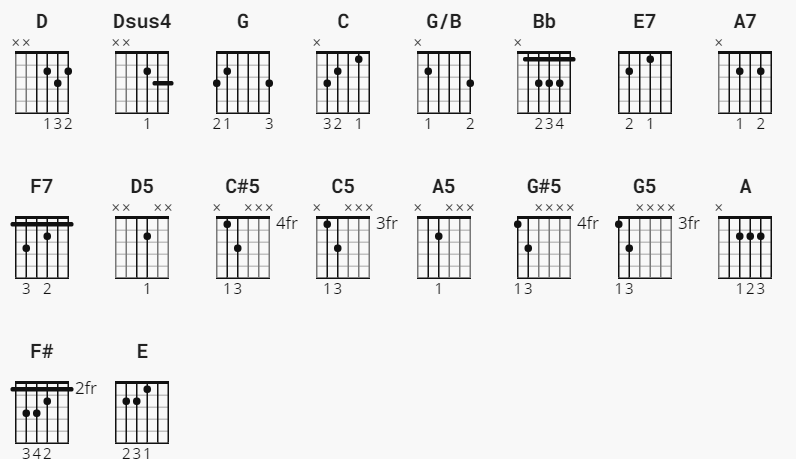 D Dsus4 G C G/B Bb E7 A7
×× ×× × × × ×
132 1 21 3 32 1 1 2 234 2 1 1 2
F7 D5 C#5 C5 A5 G#5 G5 A
×× ×× × ××× × ××× × ××× ×××× ×××× ×
4fr 3fr 4fr 3fr
3 2 1 13 13 1 13 13 123
F# E
2fr
342 231